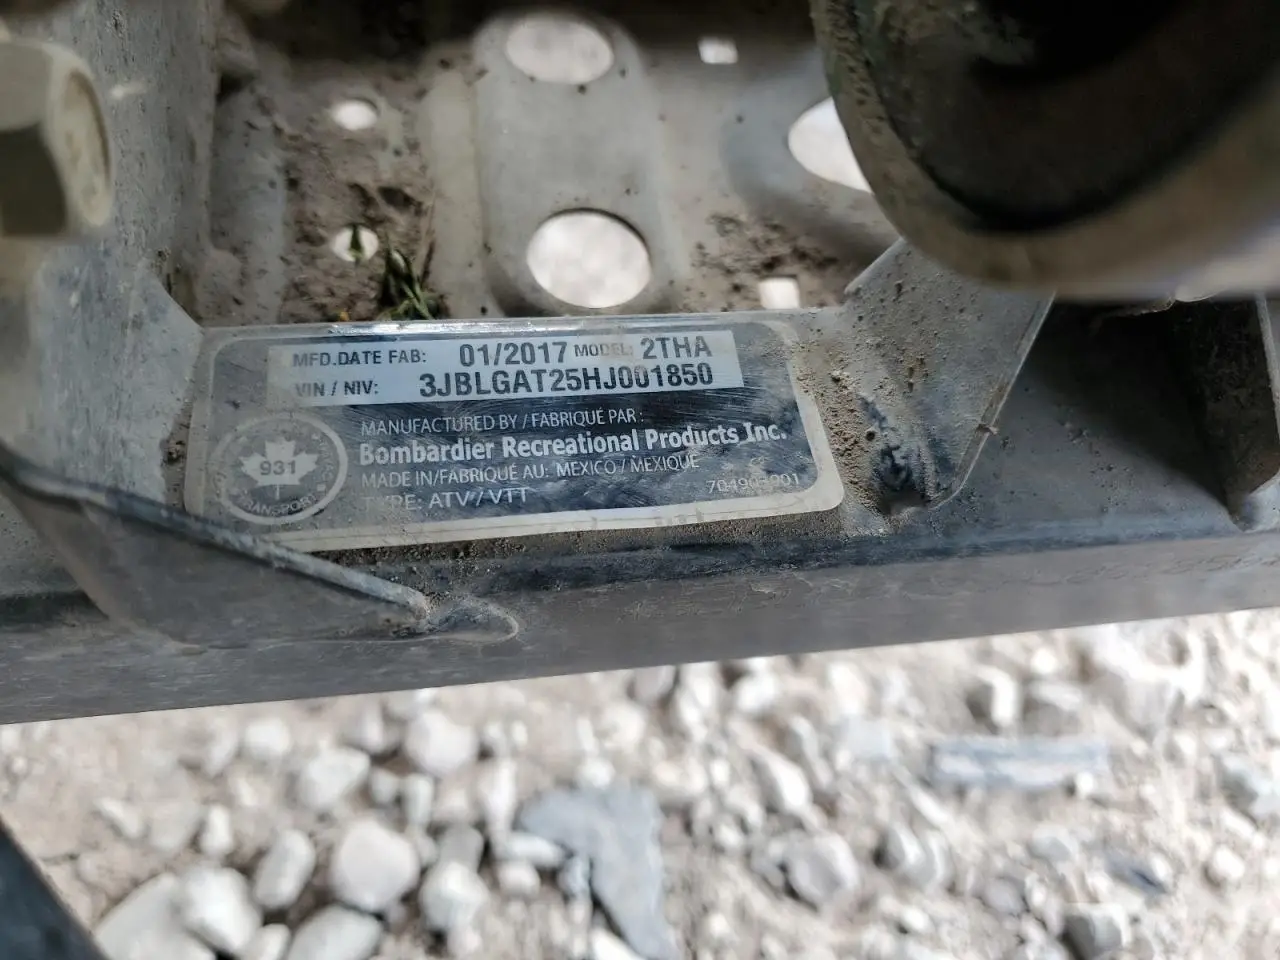 MFD.DATE FAB: 01/2017 MODEL: 2THA
VIN / NIV: 3JBLGAT25HJ001850
MANUFACTURED BY / FABRIQUÉ PAR :
Bombardier Recreational Products Inc.
MADE IN/FABRIQUÉ AU: MEXICO / MEXIQUE
TYPE: ATV / VTT
931
TRANSPORT